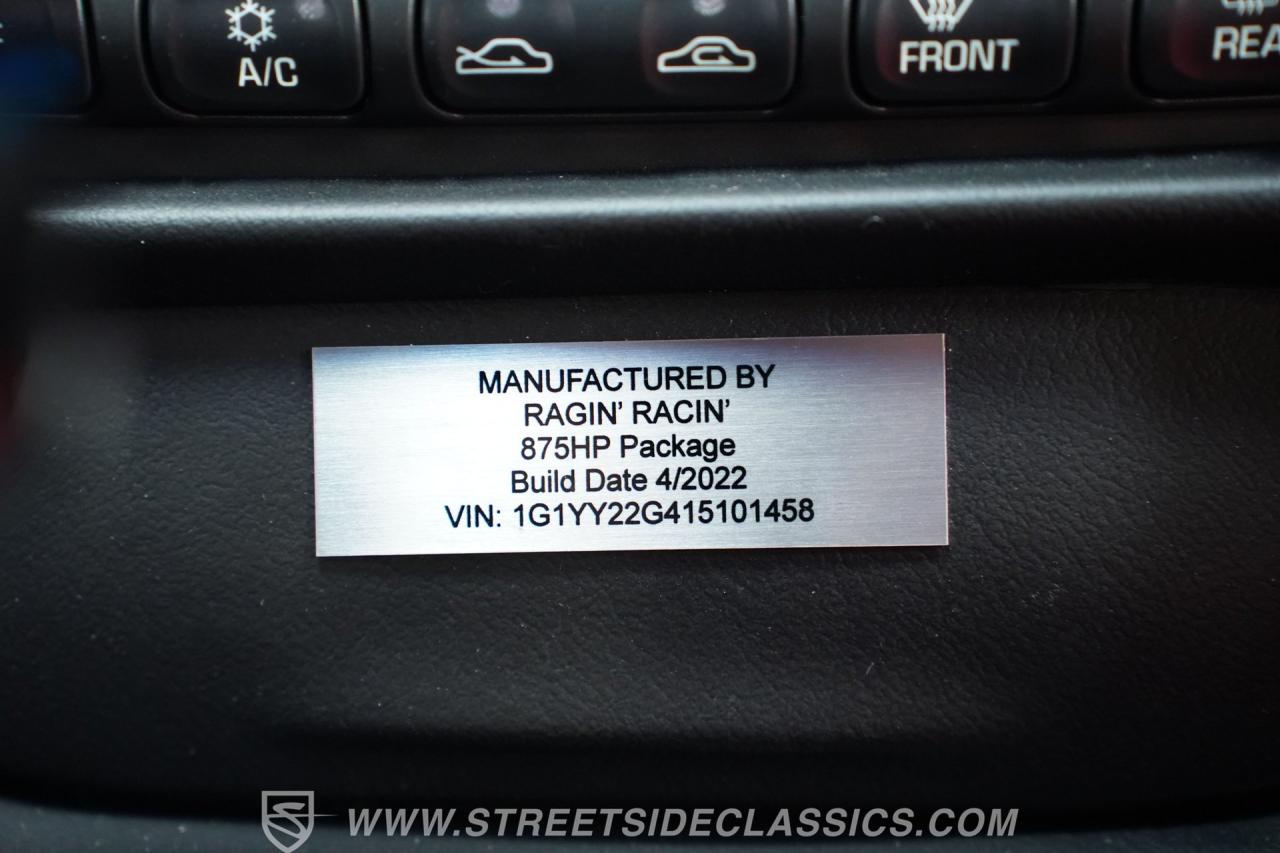 A/C
FRONT
REA
MANUFACTURED BY
RAGIN' RACIN'
875HP Package
Build Date 4/2022
VIN: 1G1YY22G415101458
WWW.STREETSIDECLASSICS.COM